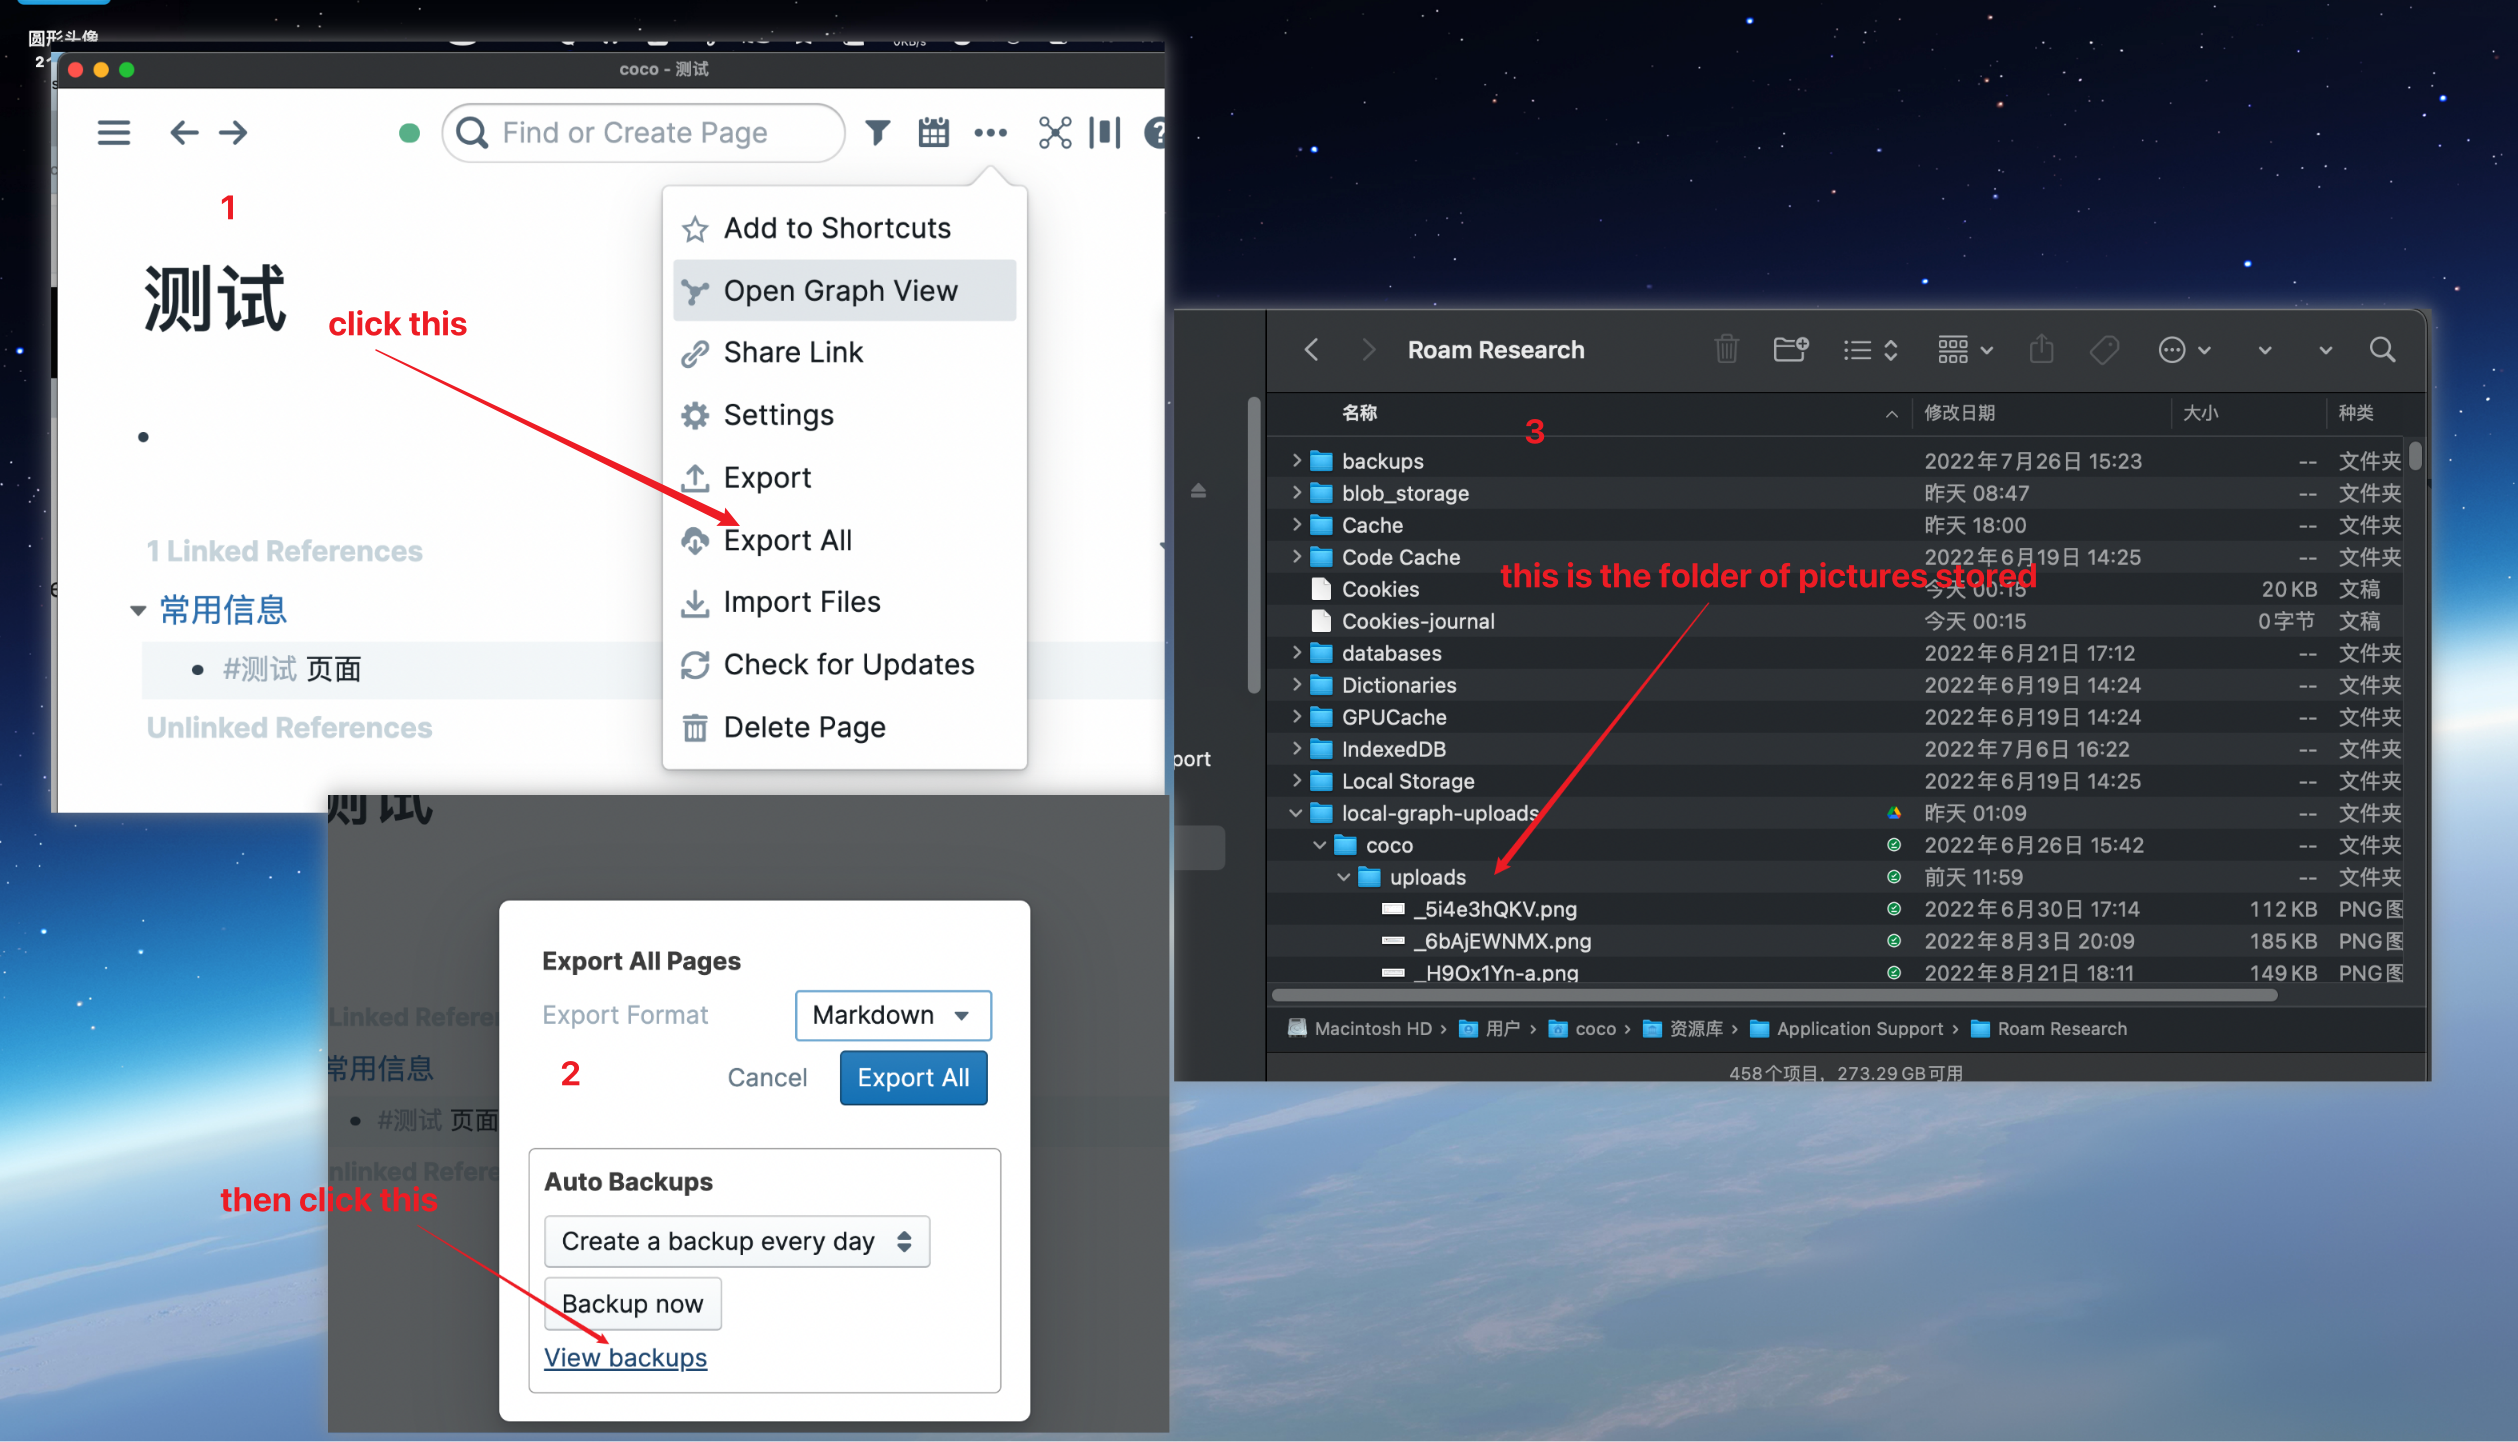 圆形头像
coco - 测试
Find or Create Page
1
测试
click this
Add to Shortcuts
Open Graph View
Share Link
Settings
Export
Export All
Import Files
Check for Updates
Delete Page
1 Linked References
常用信息
#测试 页面
Unlinked References
测试
Linked Refere
常用信息
#测试 页面
nlinked Refere
then click this
Export All Pages
Export Format
Markdown
2
Cancel
Export All
Auto Backups
Create a backup every day
Backup now
View backups
port
Roam Research
名称 修改日期 大小 种类
3
backups 2022年7月26日 15:23 -- 文件夹
blob_storage 昨天 08:47 -- 文件夹
Cache 昨天 18:00 -- 文件夹
Code Cache 2022年6月19日 14:25 -- 文件夹
this is the folder of pictures stored
Cookies 今天 00:15 20 KB 文稿
Cookies-journal 今天 00:15 0字节 文稿
databases 2022年6月21日 17:12 -- 文件夹
Dictionaries 2022年6月19日 14:24 -- 文件夹
GPUCache 2022年6月19日 14:24 -- 文件夹
IndexedDB 2022年7月6日 16:22 -- 文件夹
Local Storage 2022年6月19日 14:25 -- 文件夹
local-graph-uploads 昨天 01:09 -- 文件夹
coco 2022年6月26日 15:42 -- 文件夹
uploads 前天 11:59 -- 文件夹
_5i4e3hQKV.png 2022年6月30日 17:14 112 KB PNG图
_6bAjEWNMX.png 2022年8月3日 20:09 185 KB PNG图
_H9Ox1Yn-a.png 2022年8月21日 18:11 149 KB PNG图
Macintosh HD › 用户 › coco › 资源库 › Application Support › Roam Research
458个项目，273.29 GB可用